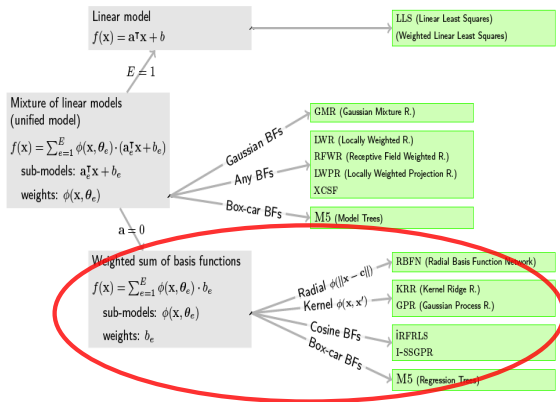 Linear model
f(x) = aᵀx + b
LLS (Linear Least Squares)
(Weighted Linear Least Squares)
E = 1
Mixture of linear models
(unified model)
f(x) = ∑ᴱₑ₌₁ ϕ(x, θₑ)·(aₑᵀx+bₑ)
sub-models: aₑᵀx + bₑ
weights: ϕ(x, θₑ)
Gaussian BFs
GMR (Gaussian Mixture R.)
Any BFs
LWR (Locally Weighted R.)
RFWR (Receptive Field Weighted R.)
LWPR (Locally Weighted Projection R.)
XCSF
Box-car BFs
M5 (Model Trees)
a = 0
Weighted sum of basis functions
f(x) = ∑ᴱₑ₌₁ ϕ(x, θₑ) · bₑ
sub-models: ϕ(x, θₑ)
weights: bₑ
Radial ϕ(||x − c||)
RBFN (Radial Basis Function Network)
Kernel ϕ(x, x′)
KRR (Kernel Ridge R.)
GPR (Gaussian Process R.)
Cosine BFs
iRFRLS
I-SSGPR
Box-car BFs
M5 (Regression Trees)